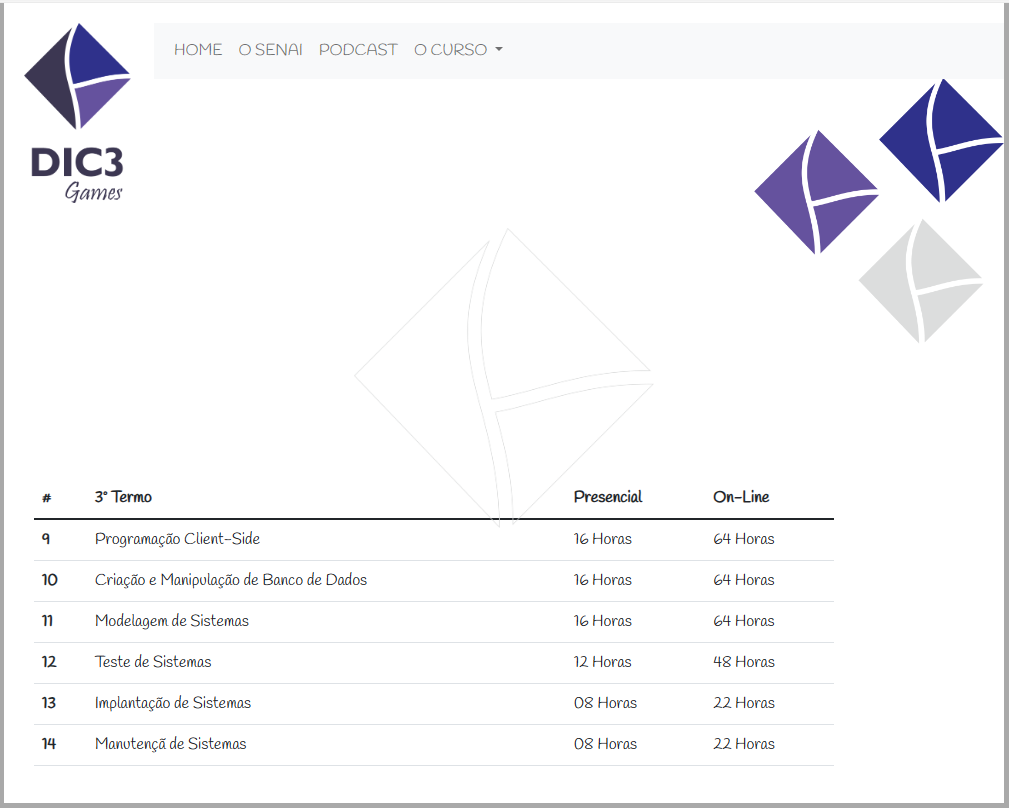 HOME O SENAI PODCAST O CURSO
DIC3
Games
# 3° Termo Presencial On-Line
9 Programação Client-Side 16 Horas 64 Horas
10 Criação e Manipulação de Banco de Dados 16 Horas 64 Horas
11 Modelagem de Sistemas 16 Horas 64 Horas
12 Teste de Sistemas 12 Horas 48 Horas
13 Implantação de Sistemas 08 Horas 22 Horas
14 Manutençã de Sistemas 08 Horas 22 Horas